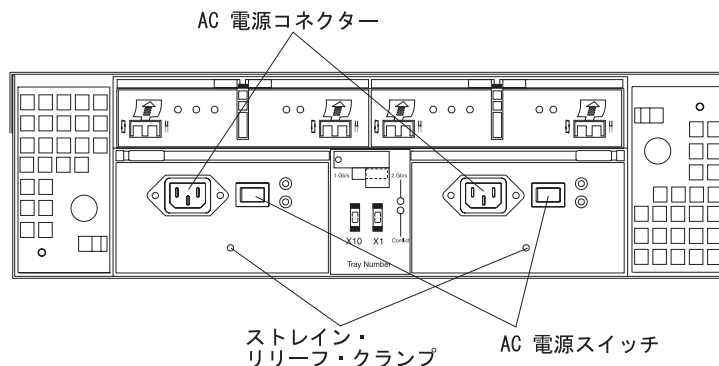 AC 電源コネクター
1 Gb/s
2 Gb/s
X10
X1
Conflict
Tray Number
ストレイン・
リリーフ・クランプ
AC 電源スイッチ